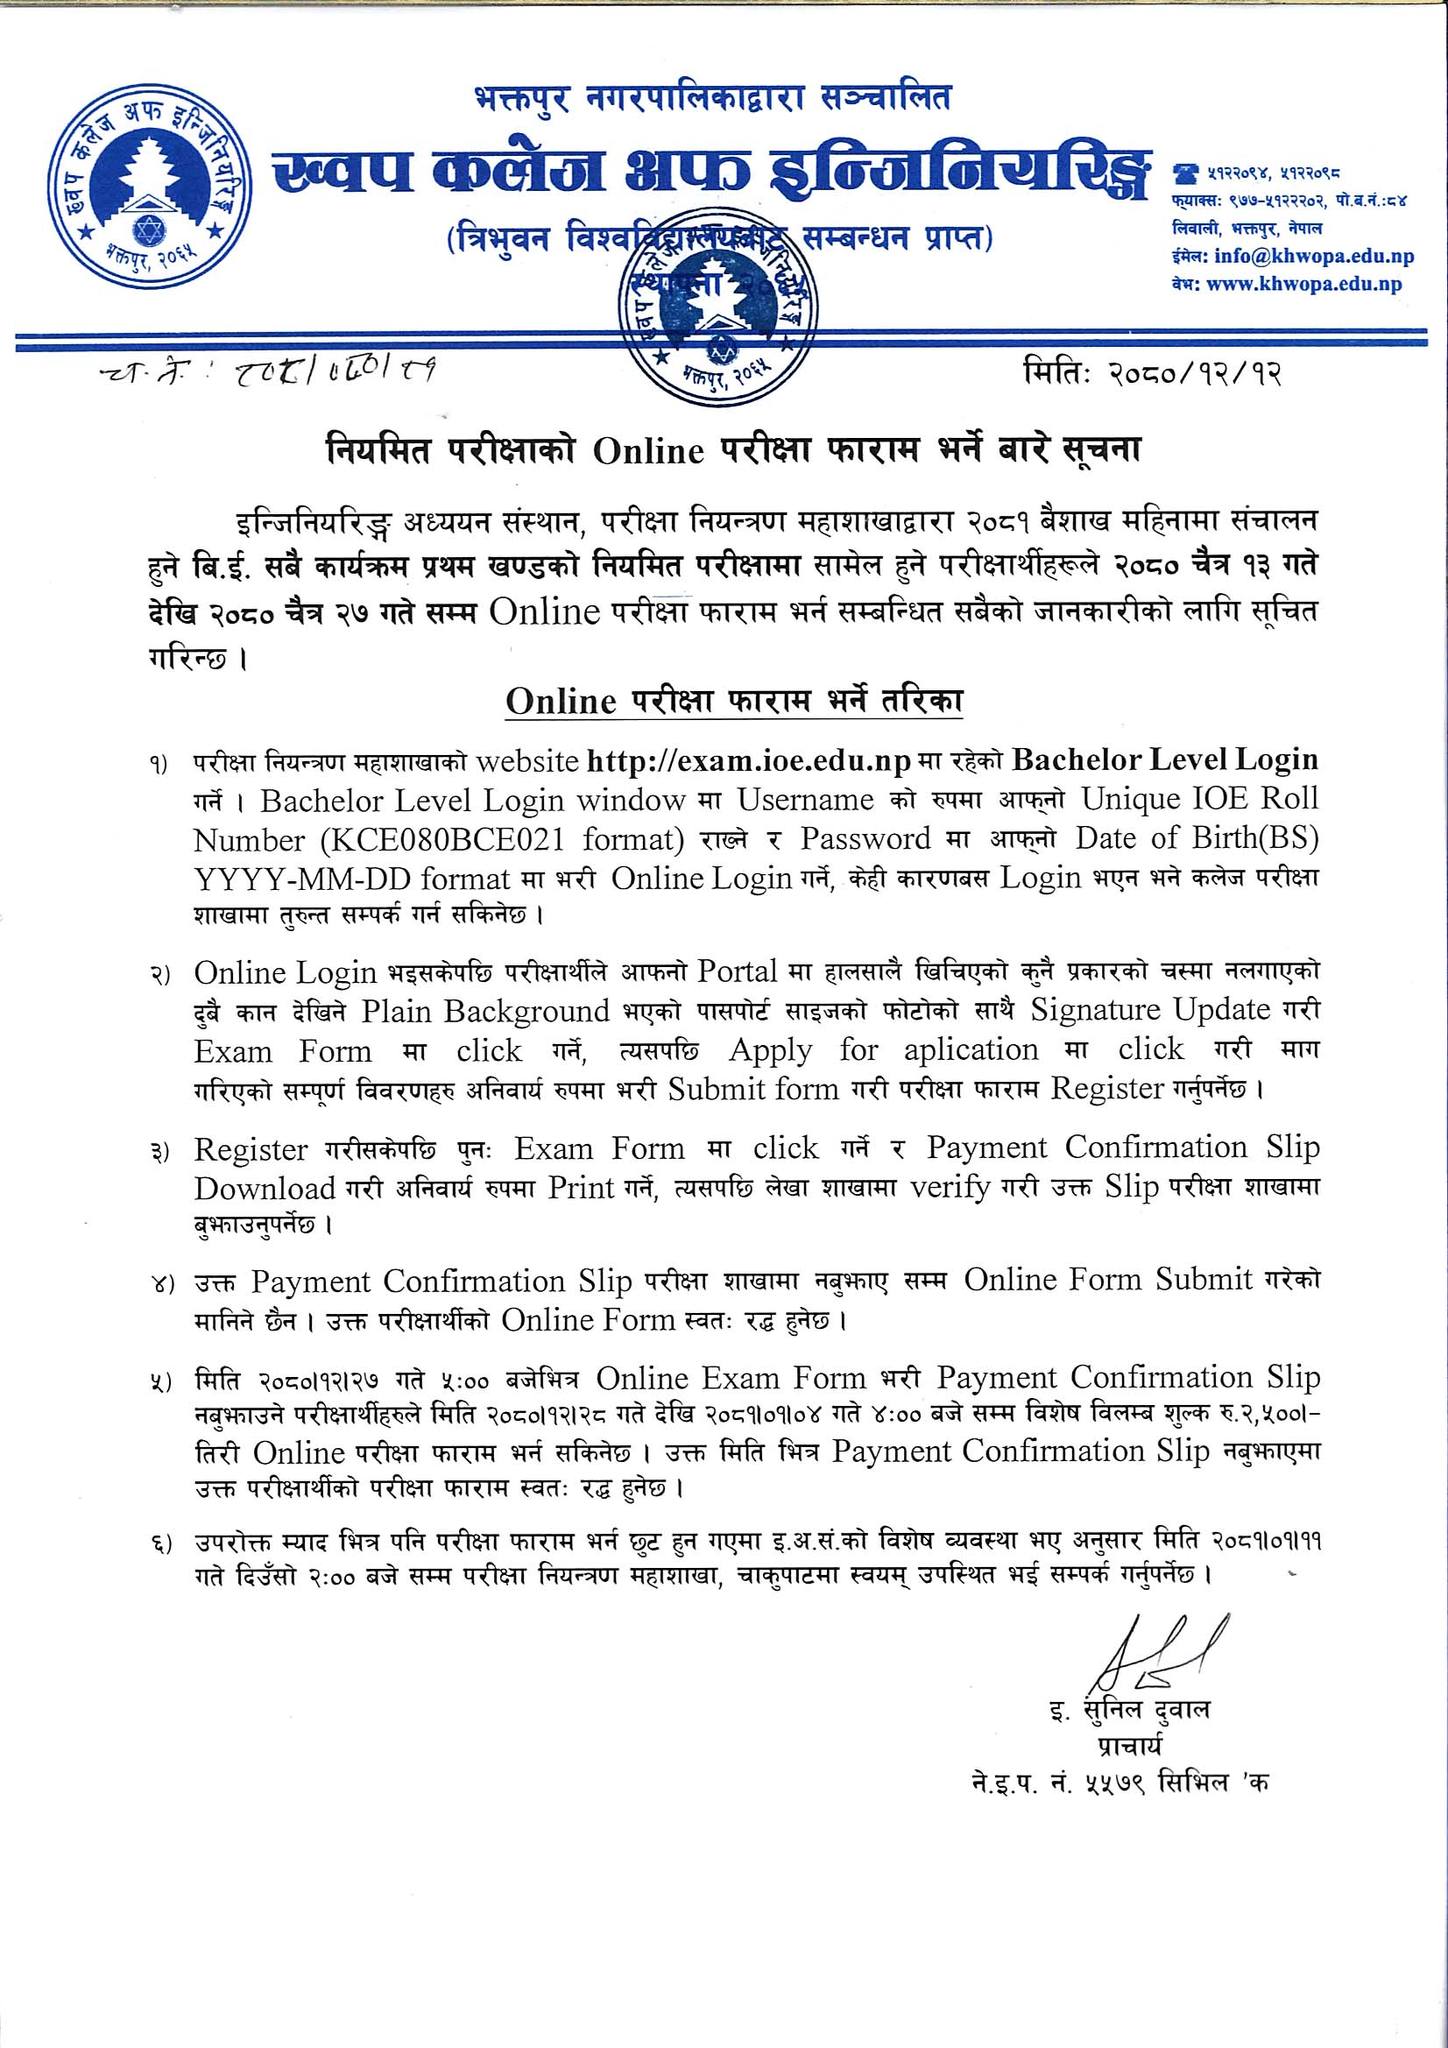 भक्तपुर नगरपालिकाद्वारा सञ्चालित
ख्वप कलेज अफ इन्जिनियरिङ्ग
(त्रिभुवन विश्वविद्यालयबाट सम्बन्धन प्राप्त)
स्थापना
ख्वप कलेज अफ इन्जिनियरिङ्ग
भक्तपुर, २०६५
५१२२०९४, ५१२२०९८
फ्याक्स: ९७७-५१२२२०२, पो.ब.नं.:८४
लिवाली, भक्तपुर, नेपाल
ईमेल: info@khwopa.edu.np
वेभ: www.khwopa.edu.np
ख्वप कलेज अफ इन्जिनियरिङ्ग
भक्तपुर, २०६५
च.नं.:
मिति: २०८०/१२/१२
नियमित परीक्षाको Online परीक्षा फाराम भर्ने बारे सूचना
इन्जिनियरिङ्ग अध्ययन संस्थान, परीक्षा नियन्त्रण महाशाखाद्वारा २०८१ बैशाख महिनामा संचालन
हुने बि.ई. सबै कार्यक्रम प्रथम खण्डको नियमित परीक्षामा सामेल हुने परीक्षार्थीहरूले २०८० चैत्र १३ गते
देखि २०८० चैत्र २७ गते सम्म Online परीक्षा फाराम भर्न सम्बन्धित सबैको जानकारीको लागि सूचित
गरिन्छ ।
Online परीक्षा फाराम भर्ने तरिका
१) परीक्षा नियन्त्रण महाशाखाको website http://exam.ioe.edu.np मा रहेको Bachelor Level Login
गर्ने । Bachelor Level Login window मा Username को रुपमा आफ्नो Unique IOE Roll
Number (KCE080BCE021 format) राख्ने र Password मा आफ्नो Date of Birth(BS)
YYYY-MM-DD format मा भरी Online Login गर्ने, केही कारणबस Login भएन भने कलेज परीक्षा
शाखामा तुरुन्त सम्पर्क गर्न सकिनेछ ।
२) Online Login भइसकेपछि परीक्षार्थीले आफनो Portal मा हालसालै खिचिएको कुनै प्रकारको चस्मा नलगाएको
दुबै कान देखिने Plain Background भएको पासपोर्ट साइजको फोटोको साथै Signature Update गरी
Exam Form मा click गर्ने, त्यसपछि Apply for aplication मा click गरी माग
गरिएको सम्पूर्ण विवरणहरु अनिवार्य रुपमा भरी Submit form गरी परीक्षा फाराम Register गर्नुपर्नेछ ।
३) Register गरीसकेपछि पुनः Exam Form मा click गर्ने र Payment Confirmation Slip
Download गरी अनिवार्य रुपमा Print गर्ने, त्यसपछि लेखा शाखामा verify गरी उक्त Slip परीक्षा शाखामा
बुझाउनुपर्नेछ ।
४) उक्त Payment Confirmation Slip परीक्षा शाखामा नबुझाए सम्म Online Form Submit गरेको
मानिने छैन । उक्त परीक्षार्थीको Online Form स्वतः रद्ध हुनेछ ।
५) मिति २०८०।१२।२७ गते ५:०० बजेभित्र Online Exam Form भरी Payment Confirmation Slip
नबुझाउने परीक्षार्थीहरुले मिति २०८०।१२।२८ गते देखि २०८१।०१।०४ गते ४:०० बजे सम्म विशेष विलम्ब शुल्क रु.२,५००।-
तिरी Online परीक्षा फाराम भर्न सकिनेछ । उक्त मिति भित्र Payment Confirmation Slip नबुझाएमा
उक्त परीक्षार्थीको परीक्षा फाराम स्वतः रद्ध हुनेछ ।
६) उपरोक्त म्याद भित्र पनि परीक्षा फाराम भर्न छुट हुन गएमा इ.अ.सं.को विशेष व्यवस्था भए अनुसार मिति २०८१।०१।११
गते दिउँसो २:०० बजे सम्म परीक्षा नियन्त्रण महाशाखा, चाकुपाटमा स्वयम् उपस्थित भई सम्पर्क गर्नुपर्नेछ ।
इ. सुनिल दुवाल
प्राचार्य
ने.इ.प. नं. ५५७९ सिभिल 'क